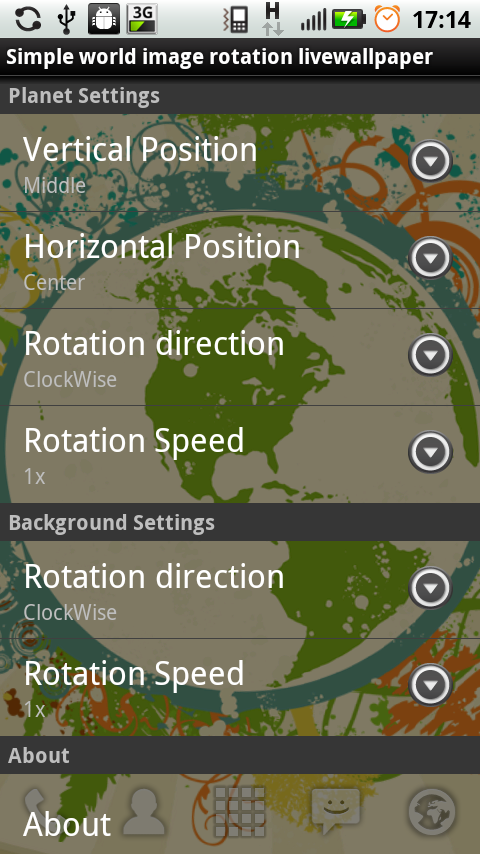 3G
H
17:14
Simple world image rotation livewallpaper
Planet Settings
Vertical Position
Middle
Horizontal Position
Center
Rotation direction
ClockWise
Rotation Speed
1x
Background Settings
Rotation direction
ClockWise
Rotation Speed
1x
About
About